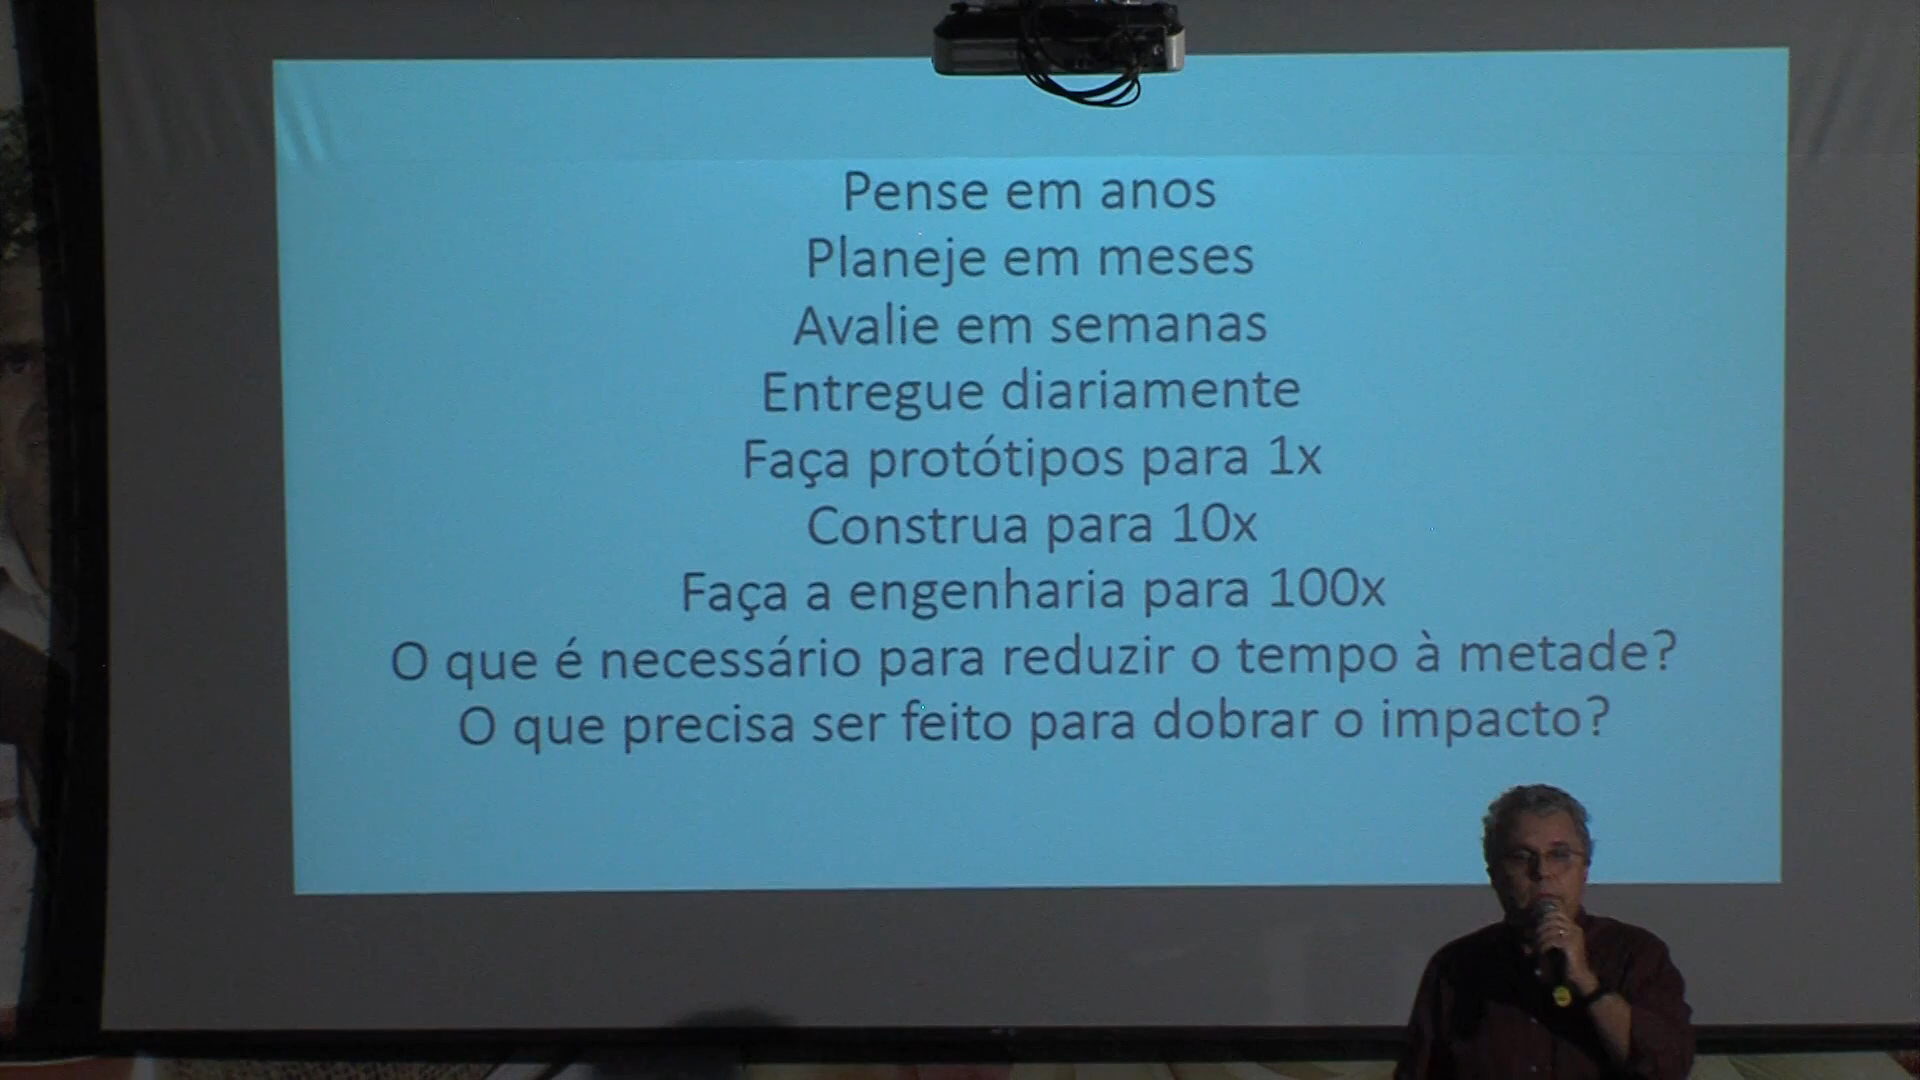 Pense em anos
Planeje em meses
Avalie em semanas
Entregue diariamente
Faça protótipos para 1x
Construa para 10x
Faça a engenharia para 100x
O que é necessário para reduzir o tempo à metade?
O que precisa ser feito para dobrar o impacto?